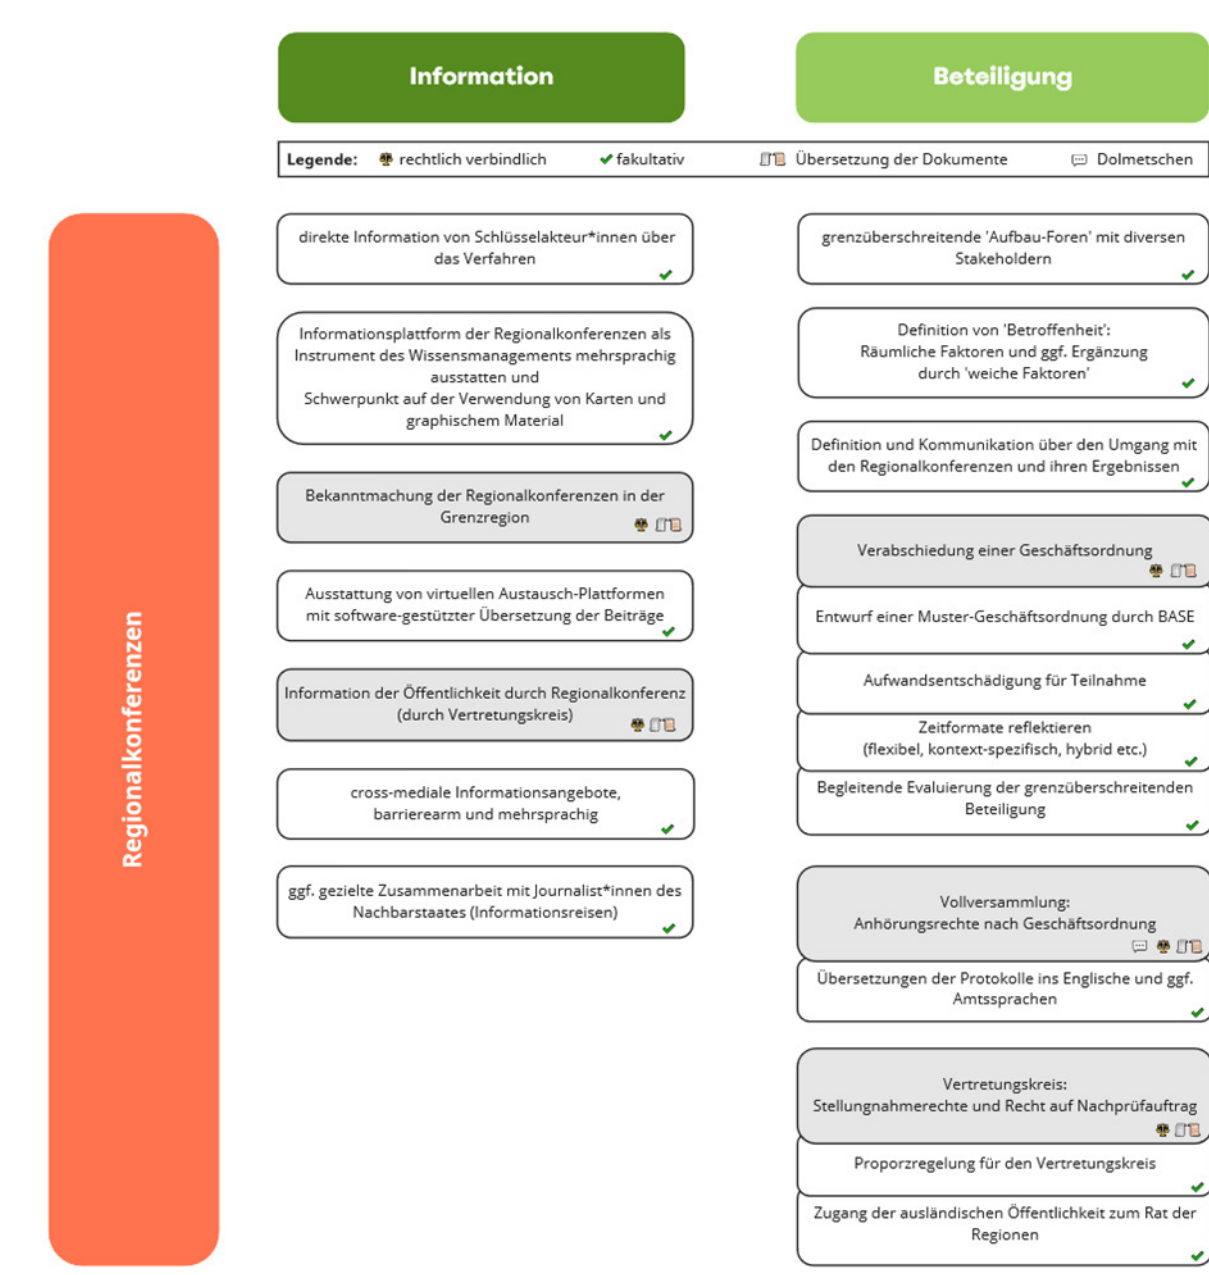 Information
Beteiligung
Legende: rechtlich verbindlich fakultativ Übersetzung der Dokumente Dolmetschen
Regionalkonferenzen
direkte Information von Schlüsselakteur*innen über
das Verfahren
Informationsplattform der Regionalkonferenzen als
Instrument des Wissensmanagements mehrsprachig
ausstatten und
Schwerpunkt auf der Verwendung von Karten und
graphischem Material
Bekanntmachung der Regionalkonferenzen in der
Grenzregion
Ausstattung von virtuellen Austausch-Plattformen
mit software-gestützter Übersetzung der Beiträge
Information der Öffentlichkeit durch Regionalkonferenz
(durch Vertretungskreis)
cross-mediale Informationsangebote,
barrierearm und mehrsprachig
ggf. gezielte Zusammenarbeit mit Journalist*innen des
Nachbarstaates (Informationsreisen)
grenzüberschreitende 'Aufbau-Foren' mit diversen
Stakeholdern
Definition von 'Betroffenheit':
Räumliche Faktoren und ggf. Ergänzung
durch 'weiche Faktoren'
Definition und Kommunikation über den Umgang mit
den Regionalkonferenzen und ihren Ergebnissen
Verabschiedung einer Geschäftsordnung
Entwurf einer Muster-Geschäftsordnung durch BASE
Aufwandsentschädigung für Teilnahme
Zeitformate reflektieren
(flexibel, kontext-spezifisch, hybrid etc.)
Begleitende Evaluierung der grenzüberschreitenden
Beteiligung
Vollversammlung:
Anhörungsrechte nach Geschäftsordnung
Übersetzungen der Protokolle ins Englische und ggf.
Amtssprachen
Vertretungskreis:
Stellungnahmerechte und Recht auf Nachprüfauftrag
Proporzregelung für den Vertretungskreis
Zugang der ausländischen Öffentlichkeit zum Rat der
Regionen